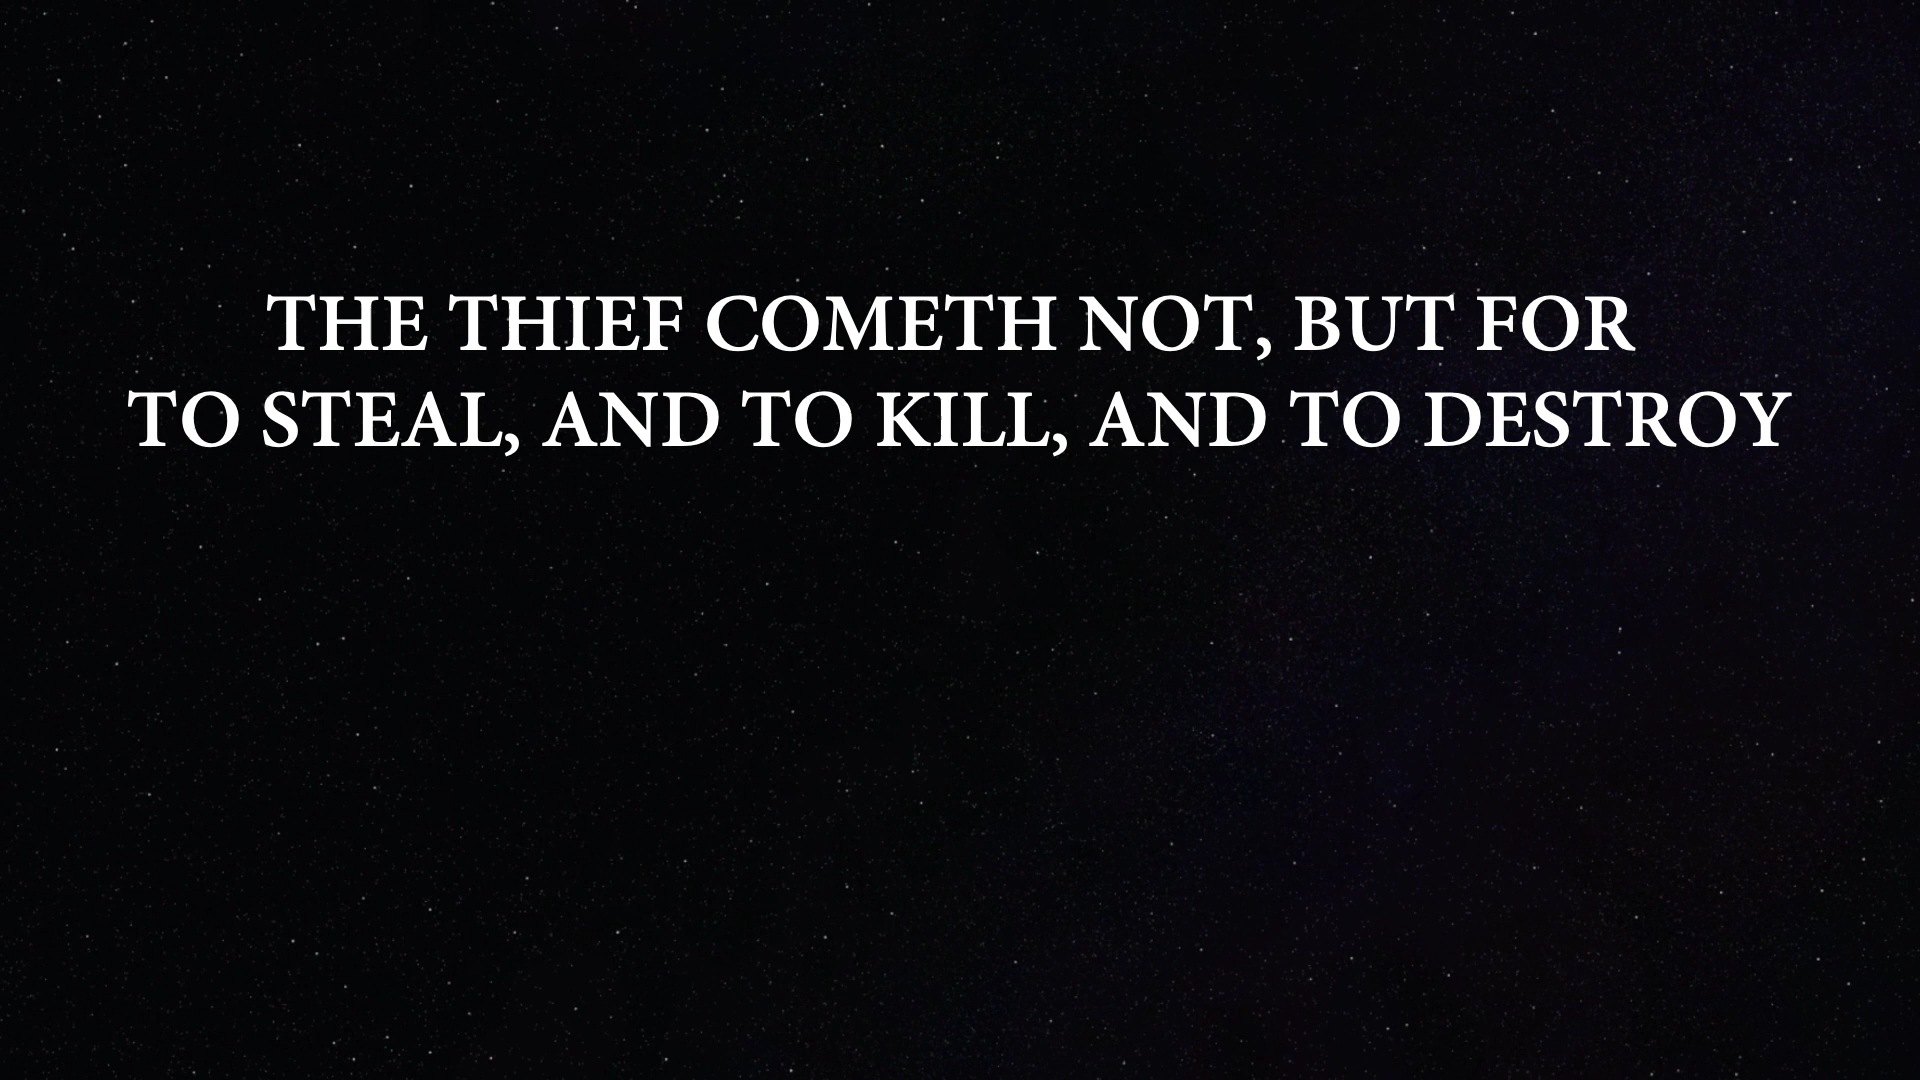 THE THIEF COMETH NOT, BUT FOR
TO STEAL, AND TO KILL, AND TO DESTROY